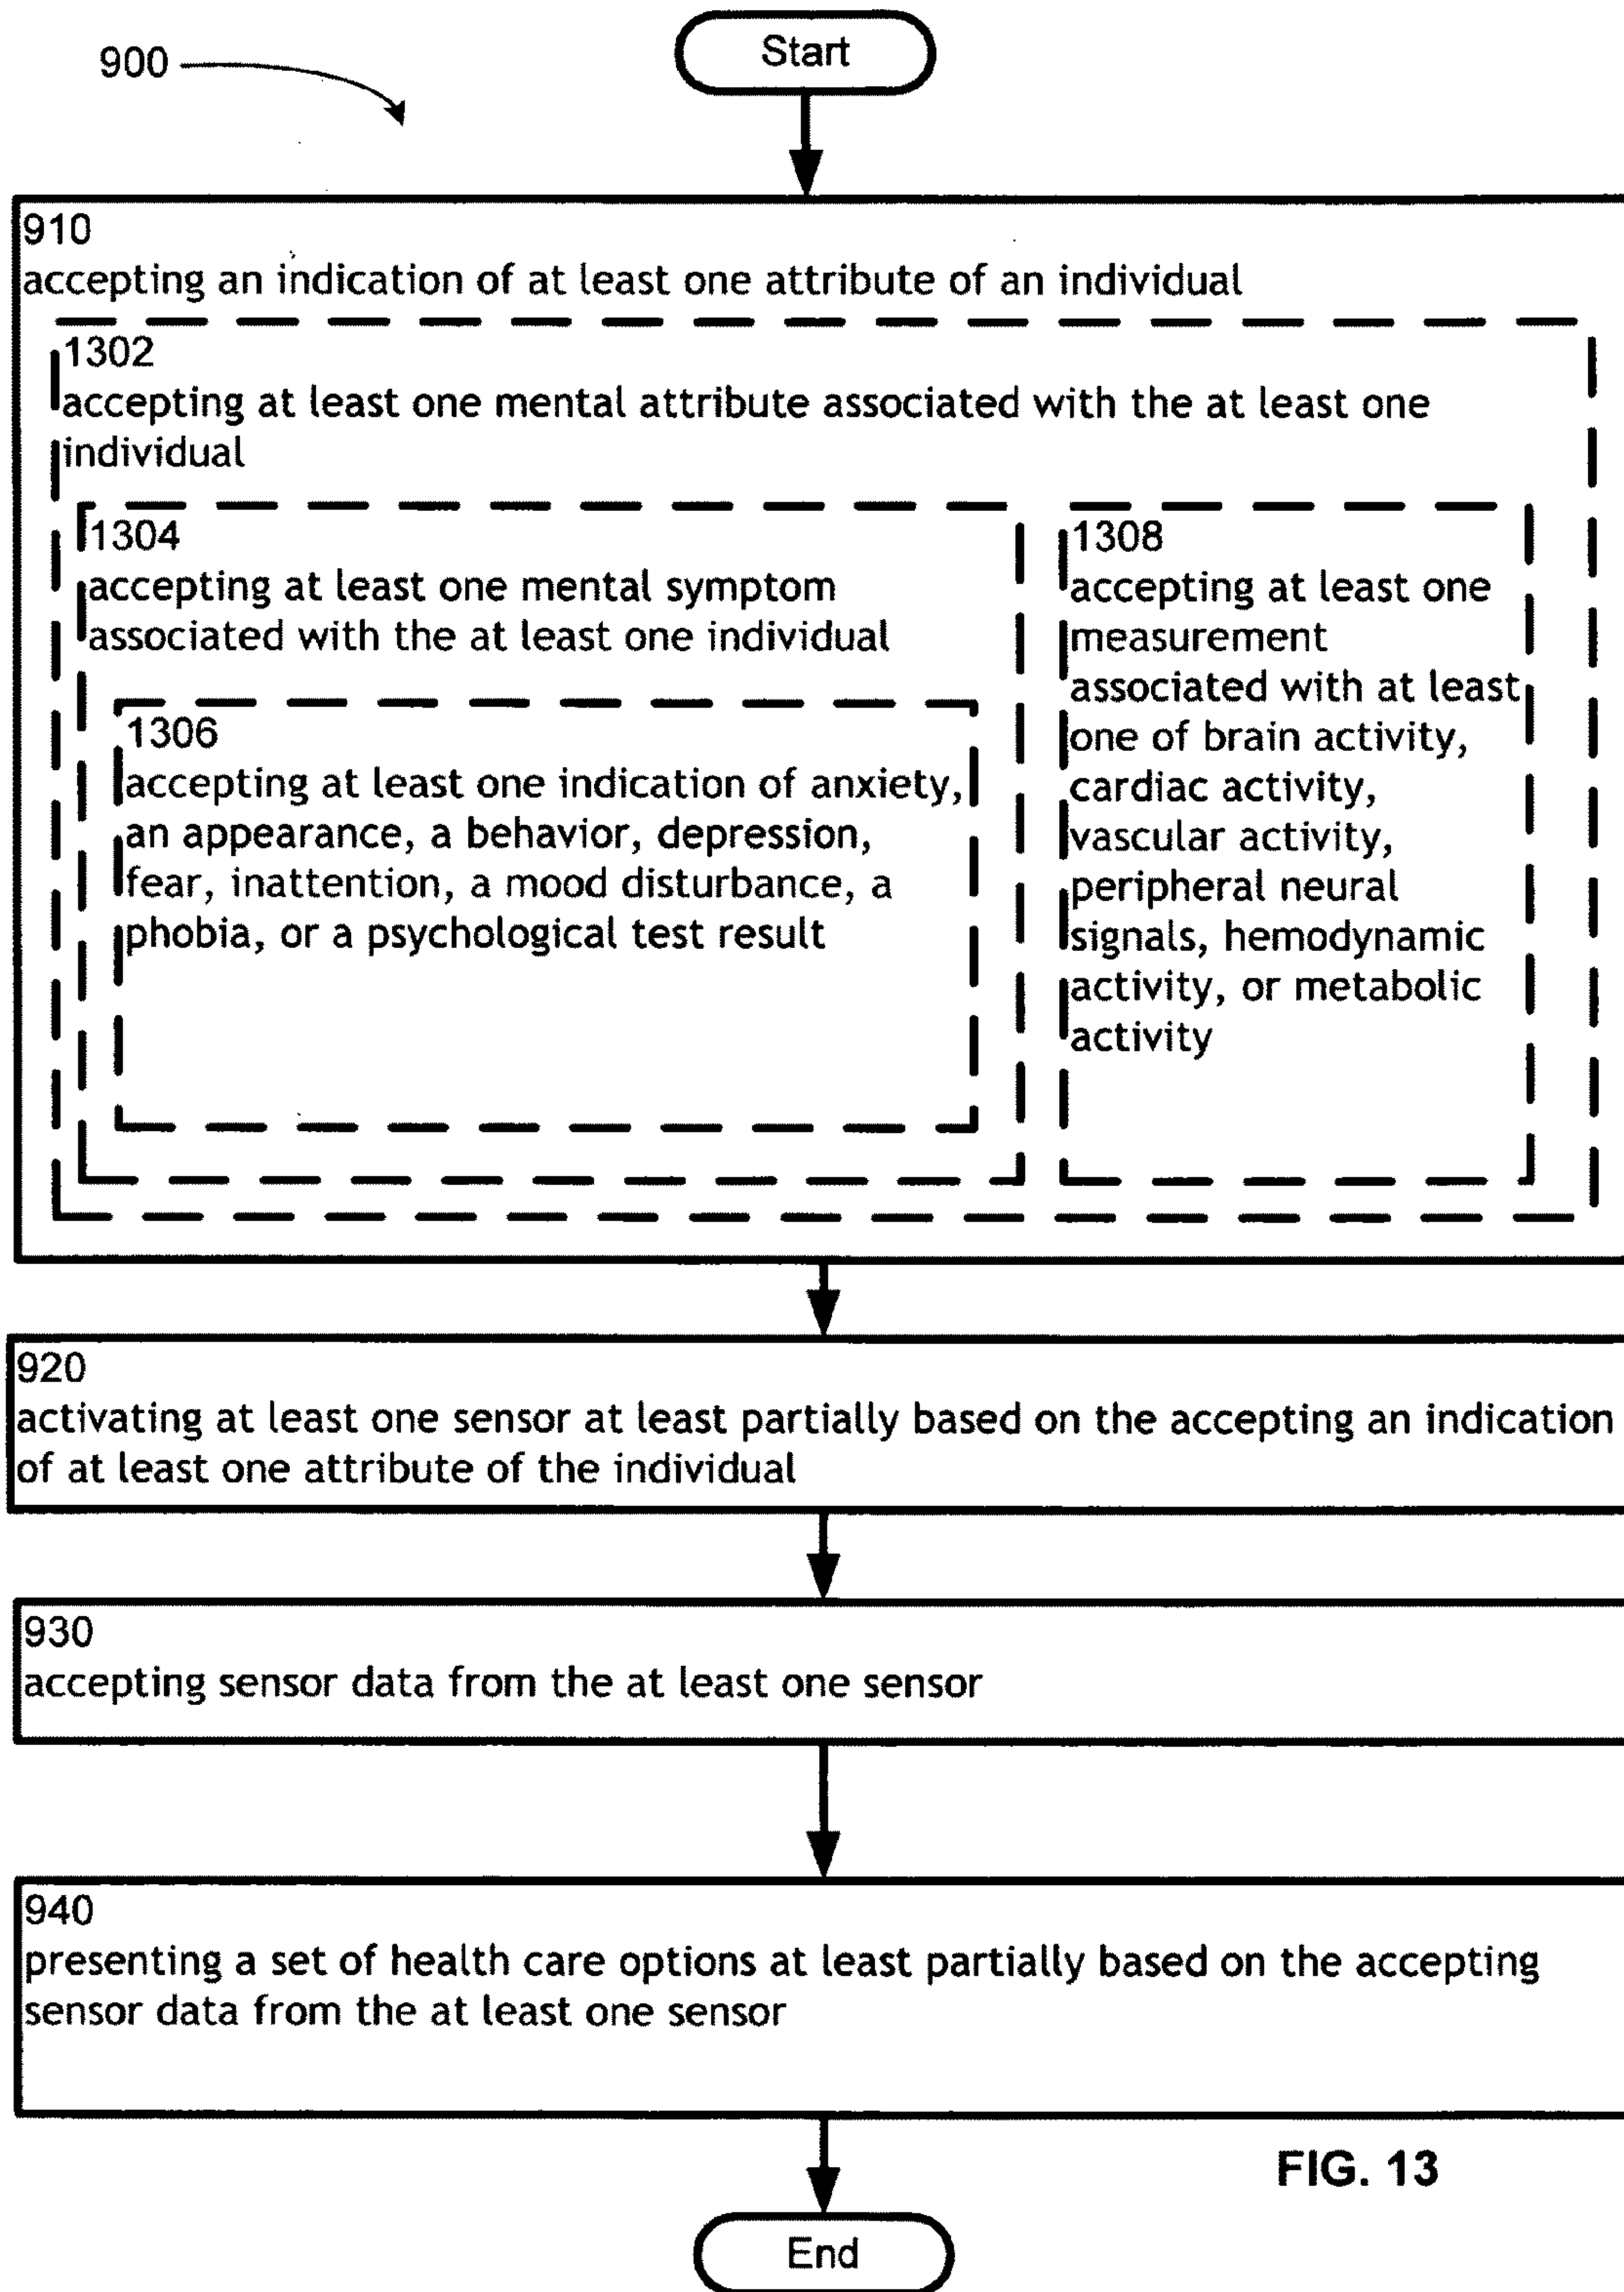 Start
900
910
accepting an indication of at least one attribute of an individual
1302
accepting at least one mental attribute associated with the at least one
individual
1304
accepting at least one mental symptom
associated with the at least one individual
1306
accepting at least one indication of anxiety,
an appearance, a behavior, depression,
fear, inattention, a mood disturbance, a
phobia, or a psychological test result
1308
accepting at least one
measurement
associated with at least
one of brain activity,
cardiac activity,
vascular activity,
peripheral neural
signals, hemodynamic
activity, or metabolic
activity
920
activating at least one sensor at least partially based on the accepting an indication
of at least one attribute of the individual
930
accepting sensor data from the at least one sensor
940
presenting a set of health care options at least partially based on the accepting
sensor data from the at least one sensor
FIG. 13
End